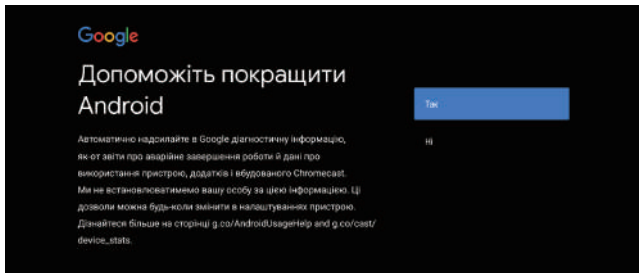 Google
Допоможіть покращити
Android
Автоматично надсилайте в Google діагностичну інформацію,
як-от звіти про аварійне завершення роботи й дані про
використання пристрою, додатків і вбудованого Chromecast.
Ми не встановлюватимемо вашу особу за цією інформацією. Ці
дозволи можна будь-коли змінити в налаштуваннях пристрою.
Дізнайтеся більше на сторінці g.co/AndroidUsageHelp and g.co/cast/
device_stats.
Так
Ні